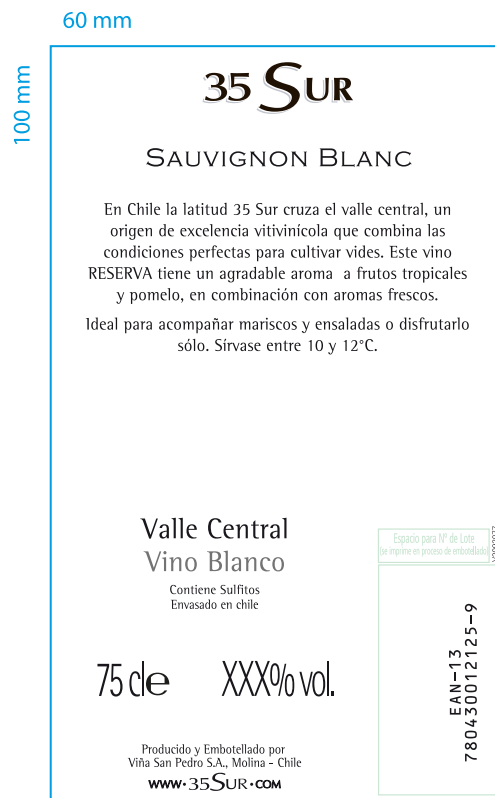 60 mm
100 mm
35 SUR
SAUVIGNON BLANC
En Chile la latitud 35 Sur cruza el valle central, un
origen de excelencia vitivinícola que combina las
condiciones perfectas para cultivar vides. Este vino
RESERVA tiene un agradable aroma a frutos tropicales
y pomelo, en combinación con aromas frescos.
Ideal para acompañar mariscos y ensaladas o disfrutarlo
sólo. Sírvase entre 10 y 12°C.
Valle Central
Vino Blanco
Contiene Sulfitos
Envasado en chile
75 cl e
XXX% vol.
Producido y Embotellado por
Viña San Pedro S.A., Molina - Chile
WWW·35SUR·COM
Espacio para N° de Lote
(se imprime en proceso de embotellado)
EAN-13
780430012125-9